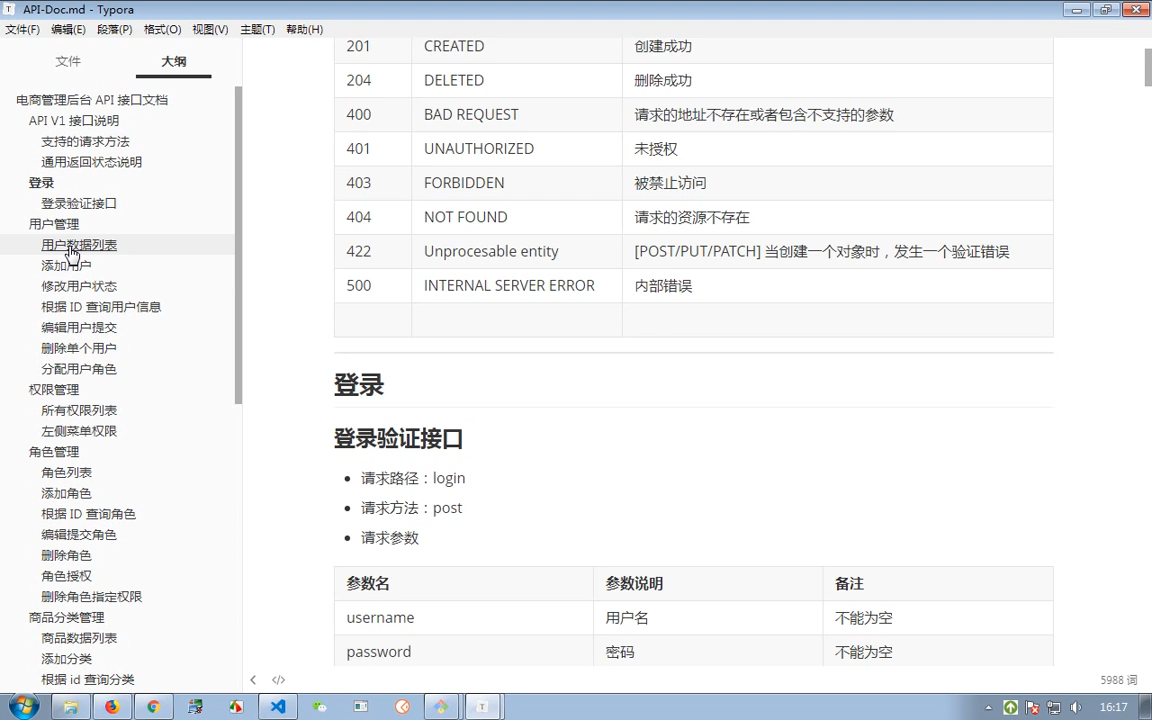 API-Doc.md - Typora
文件(F) 编辑(E) 段落(P) 格式(O) 视图(V) 主题(T) 帮助(H)
文件 大纲
电商管理后台 API 接口文档
API V1 接口说明
支持的请求方法
通用返回状态说明
登录
登录验证接口
用户管理
用户数据列表
添加用户
修改用户状态
根据 ID 查询用户信息
编辑用户提交
删除单个用户
分配用户角色
权限管理
所有权限列表
左侧菜单权限
角色管理
角色列表
添加角色
根据 ID 查询角色
编辑提交角色
删除角色
角色授权
删除角色指定权限
商品分类管理
商品数据列表
添加分类
根据 id 查询分类
201 CREATED 创建成功
204 DELETED 删除成功
400 BAD REQUEST 请求的地址不存在或者包含不支持的参数
401 UNAUTHORIZED 未授权
403 FORBIDDEN 被禁止访问
404 NOT FOUND 请求的资源不存在
422 Unprocesable entity [POST/PUT/PATCH] 当创建一个对象时，发生一个验证错误
500 INTERNAL SERVER ERROR 内部错误
登录
登录验证接口
• 请求路径：login
• 请求方法：post
• 请求参数
参数名 参数说明 备注
username 用户名 不能为空
password 密码 不能为空
5988 词
16:17